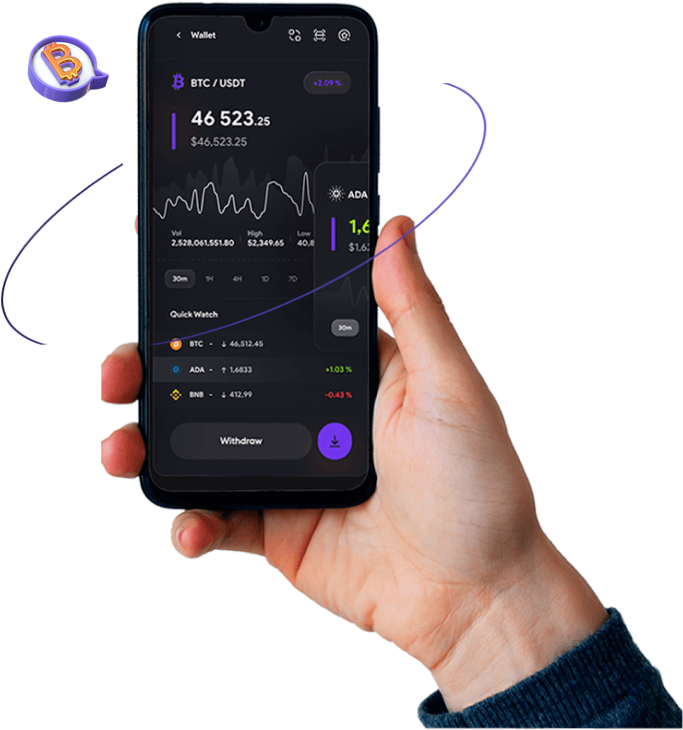 Wallet
BTC / USDT
+2.09 %
46 523.25
$46,523.25
ADA
1,6
$1,62
Vol
High
Low
2,528,061,551.80
52,349.65
40,8
30m
1H
4H
1D
7D
30m
Quick Watch
BTC - ↓ 46,512.45
ADA - ↑ 1,6833 +1.03 %
BNB - ↓ 412,99 -0.43 %
Withdraw